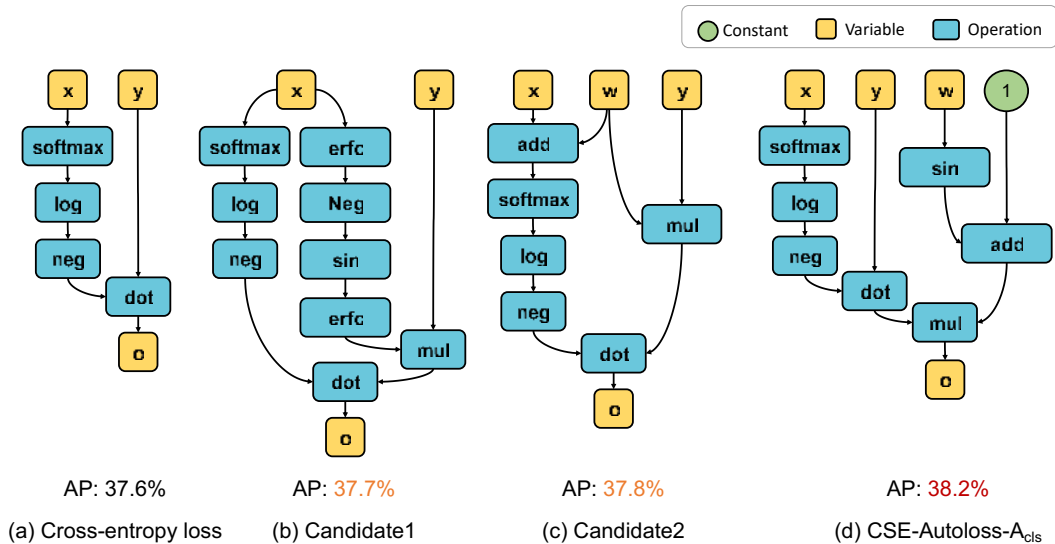 Constant Variable Operation
x y x y x w y x y w 1
softmax softmax erfc add softmax
log log Neg softmax log sin
neg neg sin log neg mul add
dot erfc neg dot
o mul dot mul
dot o o
o
AP: 37.6% AP: 37.7% AP: 37.8% AP: 38.2%
(a) Cross-entropy loss (b) Candidate1 (c) Candidate2 (d) CSE-Autoloss-A_cls